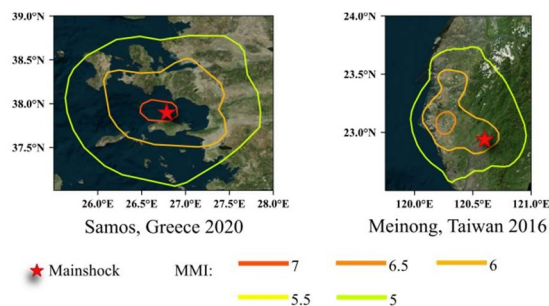 39.0°N
38.5°N
38.0°N
37.5°N
26.0°E 26.5°E 27.0°E 27.5°E 28.0°E
Samos, Greece 2020
24.0°N
23.5°N
23.0°N
120.0°E 120.5°E 121.0°E
Meinong, Taiwan 2016
Mainshock MMI: 7 6.5 6
5.5 5